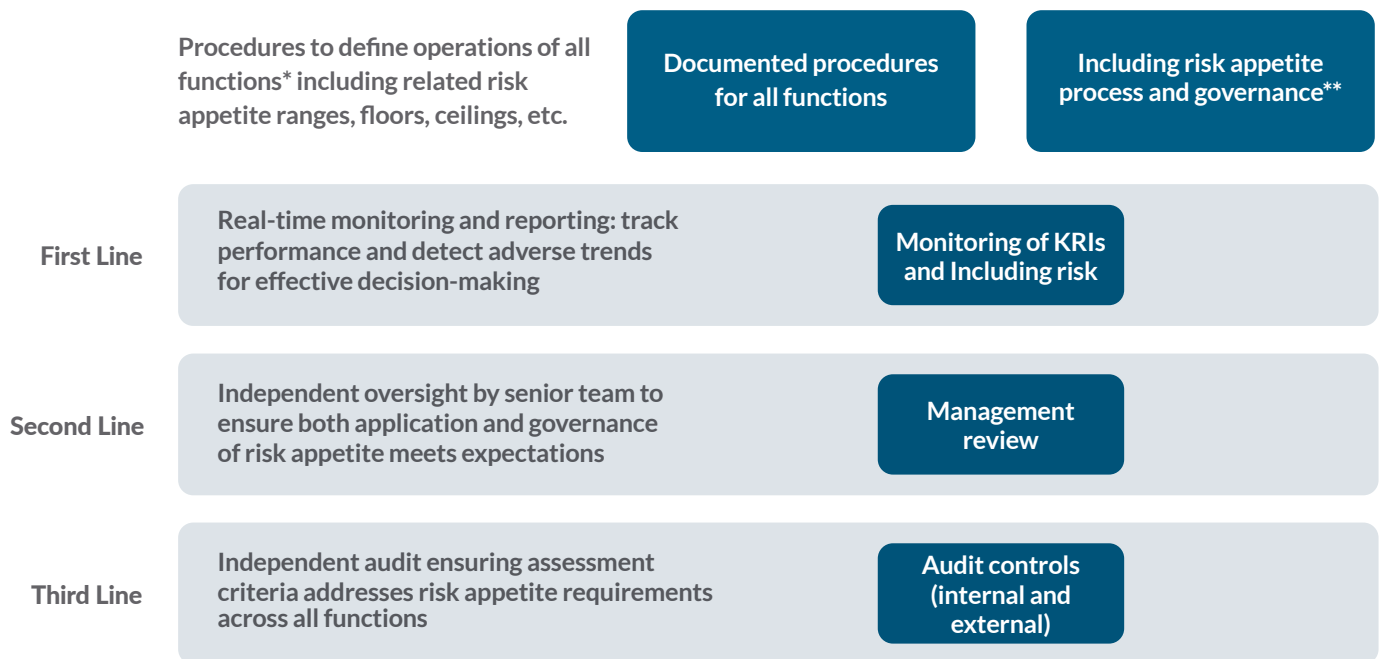 Procedures to define operations of all
functions* including related risk
appetite ranges, floors, ceilings, etc.
Documented procedures
for all functions
Including risk appetite
process and governance**
First Line
Real-time monitoring and reporting: track
performance and detect adverse trends
for effective decision-making
Monitoring of KRIs
and Including risk
Second Line
Independent oversight by senior team to
ensure both application and governance
of risk appetite meets expectations
Management
review
Third Line
Independent audit ensuring assessment
criteria addresses risk appetite requirements
across all functions
Audit controls
(internal and
external)